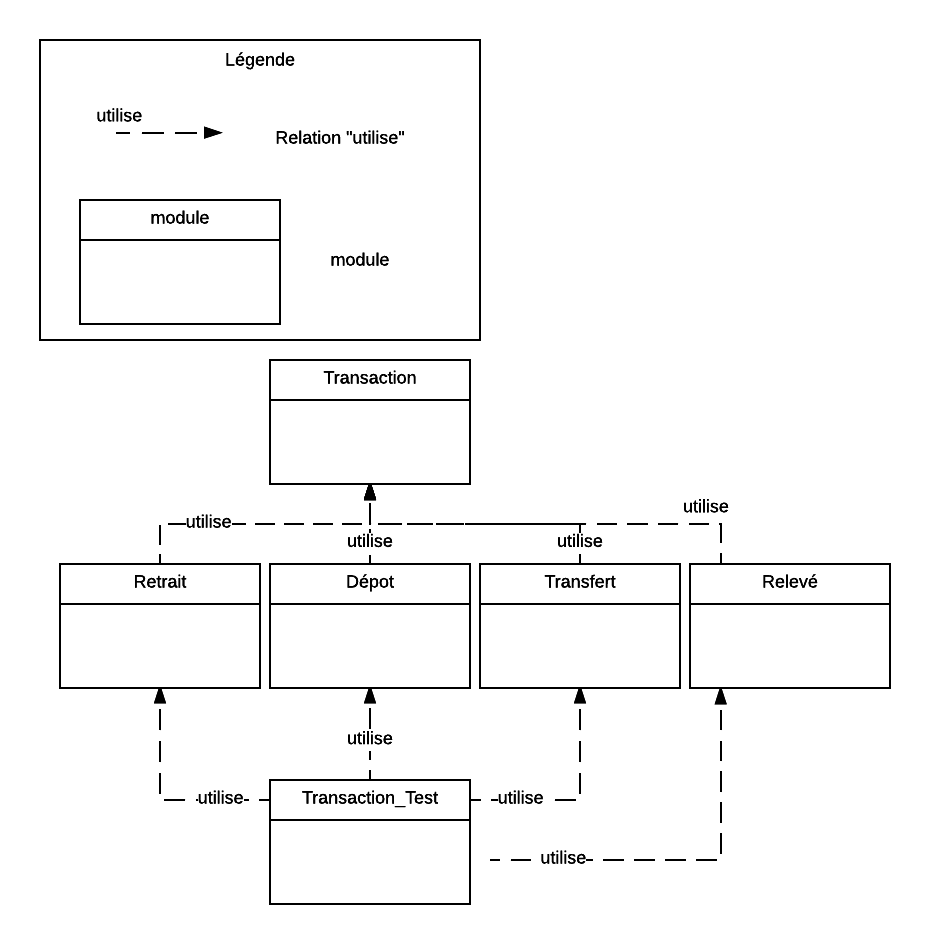 Légende
utilise
Relation "utilise"
module
module
Transaction
utilise
utilise
utilise
utilise
Retrait
Dépot
Transfert
Relevé
utilise
utilise
utilise
Transaction_Test
utilise